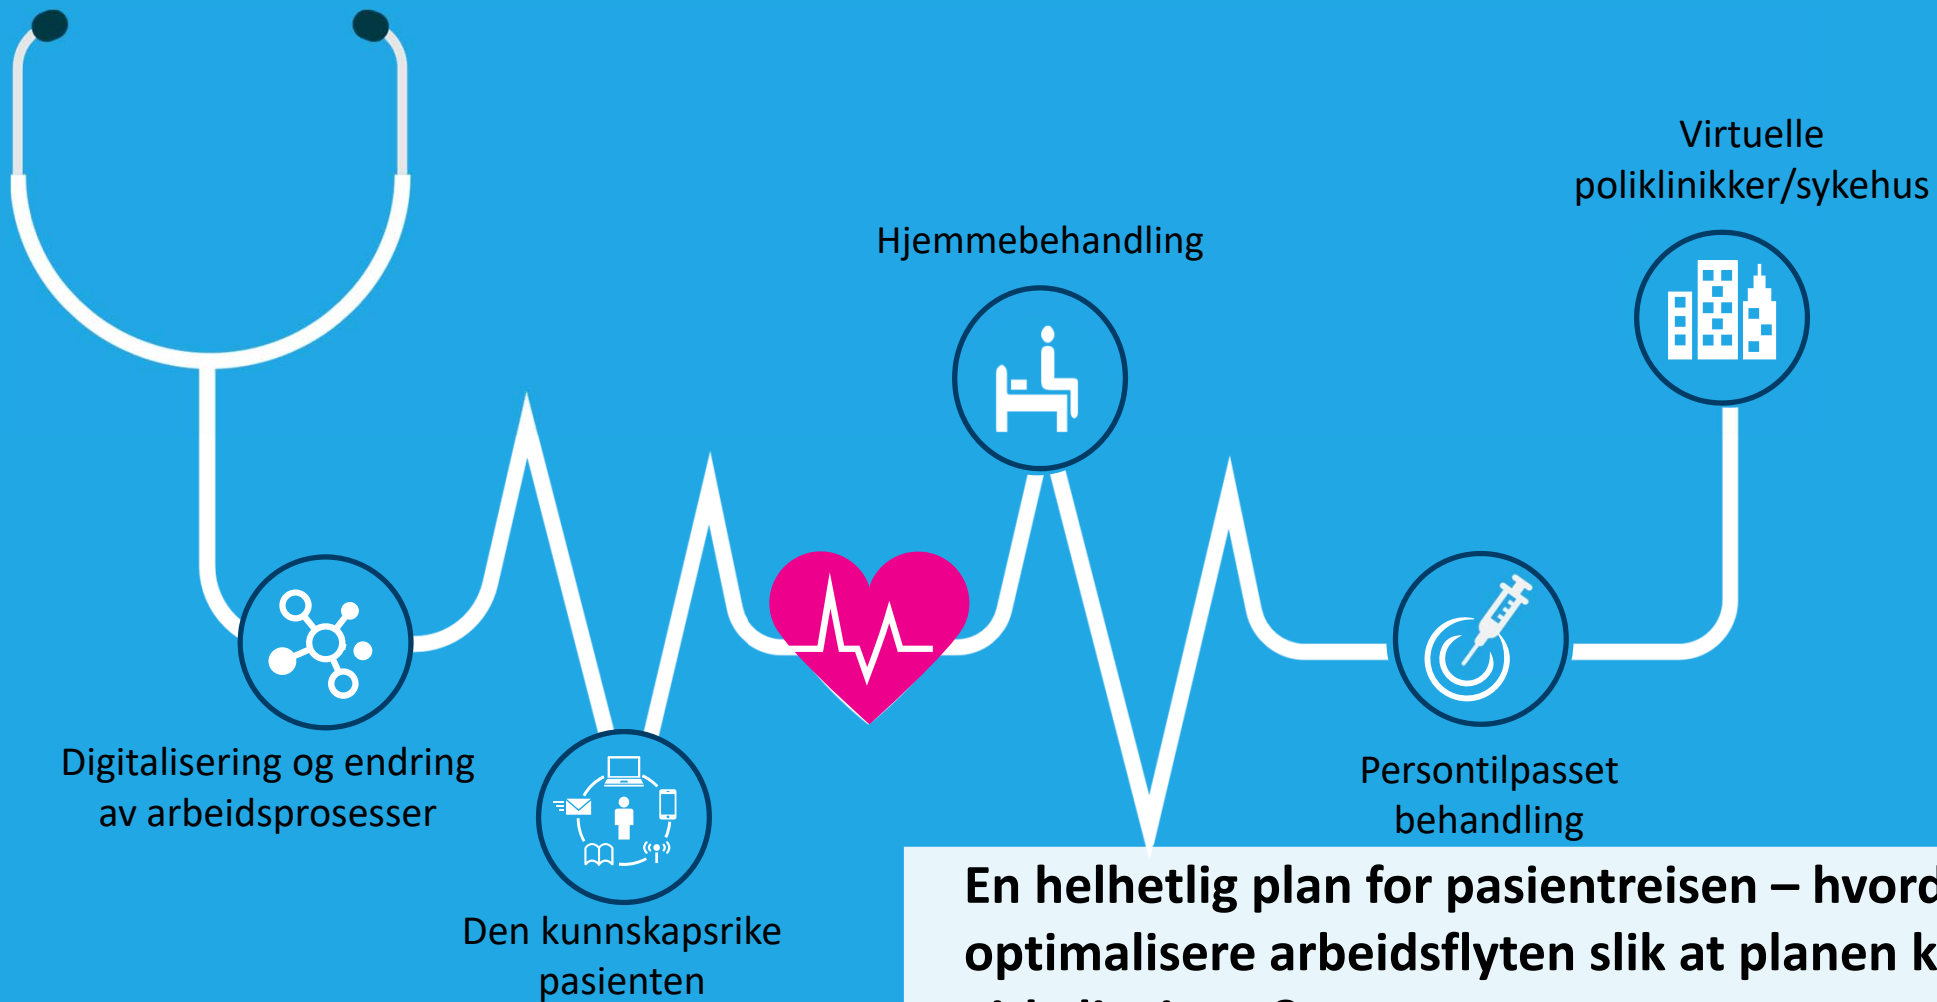 Virtuelle
poliklinikker/sykehus
Hjemmebehandling
Digitalisering og endring
av arbeidsprosesser
Persontilpasset
behandling
Den kunnskapsrike
pasienten
En helhetlig plan for pasientreisen – hvord
optimalisere arbeidsflyten slik at planen k